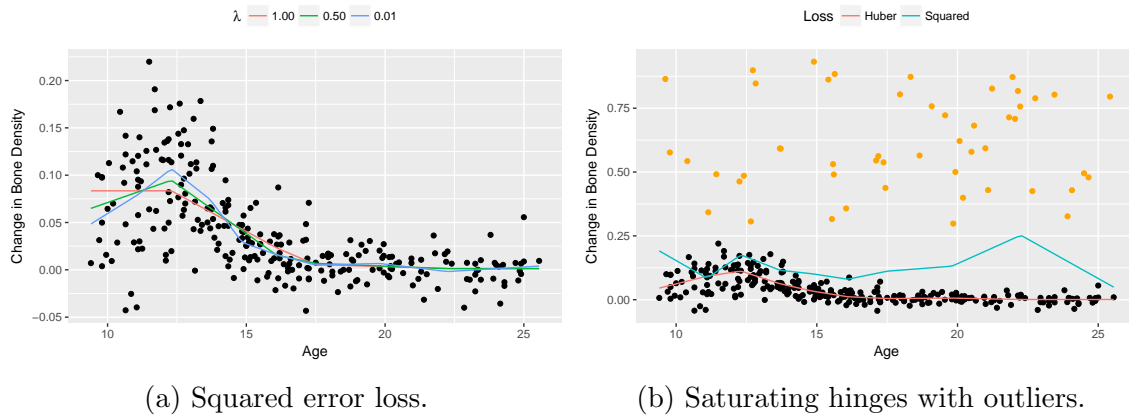 λ 1.00 0.50 0.01
0.20
0.15
0.10
0.05
0.00
−0.05
Change in Bone Density
10 15 20 25
Age
(a) Squared error loss.
Loss Huber Squared
0.75
0.50
0.25
0.00
Change in Bone Density
10 15 20 25
Age
(b) Saturating hinges with outliers.